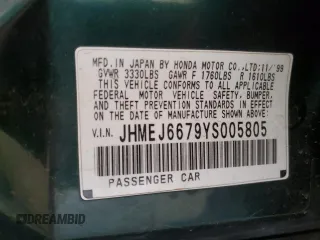 MFD. IN JAPAN BY HONDA MOTOR CO.,LTD:11/'99
GVWR 3330LBS GAWR F 1760LBS R 1610LBS
THIS VEHICLE CONFORMS TO ALL APPLICABLE
FEDERAL MOTOR VEHICLE SAFETY, BUMPER,
AND THEFT PREVENTION STANDARDS IN EFFECT
ON THE DATE OF MANUFACTURE SHOWN ABOVE.
V.I.N. JHMEJ6679YS005805
PASSENGER CAR
DREAMBID